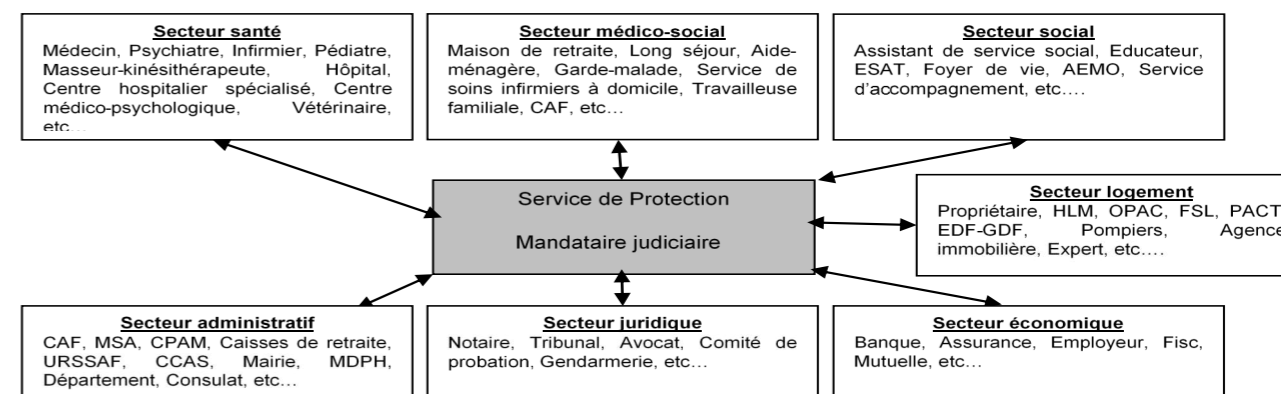 Secteur santé
Médecin, Psychiatre, Infirmier, Pédiatre,
Masseur-kinésithérapeute, Hôpital,
Centre hospitalier spécialisé, Centre
médico-psychologique, Vétérinaire,
etc…
Secteur médico-social
Maison de retraite, Long séjour, Aide-
ménagère, Garde-malade, Service de
soins infirmiers à domicile, Travailleuse
familiale, CAF, etc…
Secteur social
Assistant de service social, Educateur,
ESAT, Foyer de vie, AEMO, Service
d'accompagnement, etc….
Service de Protection
Mandataire judiciaire
Secteur logement
Propriétaire, HLM, OPAC, FSL, PACT
EDF-GDF, Pompiers, Agence
immobilière, Expert, etc….
Secteur administratif
CAF, MSA, CPAM, Caisses de retraite,
URSSAF, CCAS, Mairie, MDPH,
Département, Consulat, etc…
Secteur juridique
Notaire, Tribunal, Avocat, Comité de
probation, Gendarmerie, etc…
Secteur économique
Banque, Assurance, Employeur, Fisc,
Mutuelle, etc…